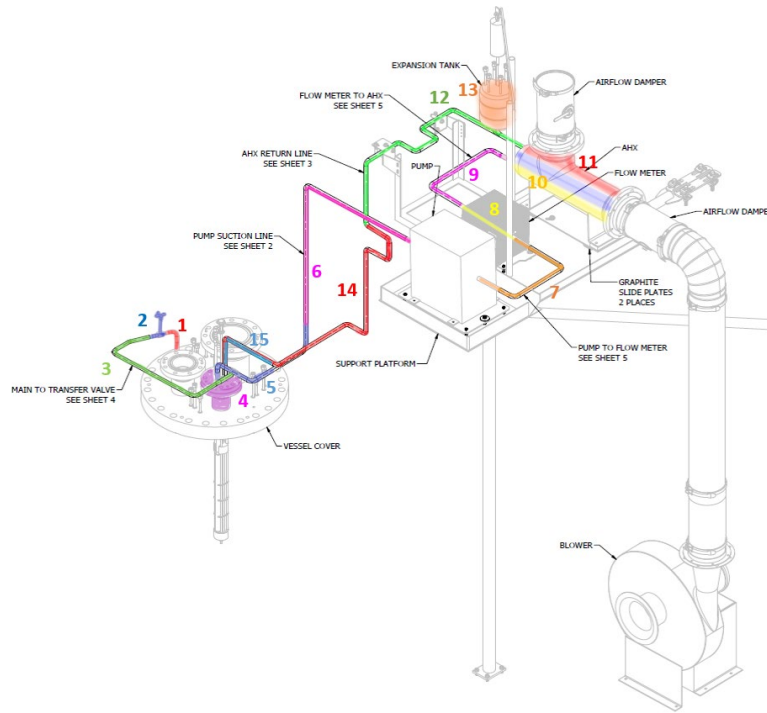 EXPANSION TANK
13
12
FLOW METER TO AHX
SEE SHEET 5
AIRFLOW DAMPER
AHX RETURN LINE
SEE SHEET 3
PUMP
9
11
AHX
10
FLOW METER
8
AIRFLOW DAMPE
PUMP SUCTION LINE
SEE SHEET 2
6
14
7
GRAPHITE
SLIDE PLATES
2 PLACES
2
1
15
3
5
4
PUMP TO FLOW METER
SEE SHEET 5
SUPPORT PLATFORM
MAIN TO TRANSFER VALVE
SEE SHEET 4
VESSEL COVER
BLOWER